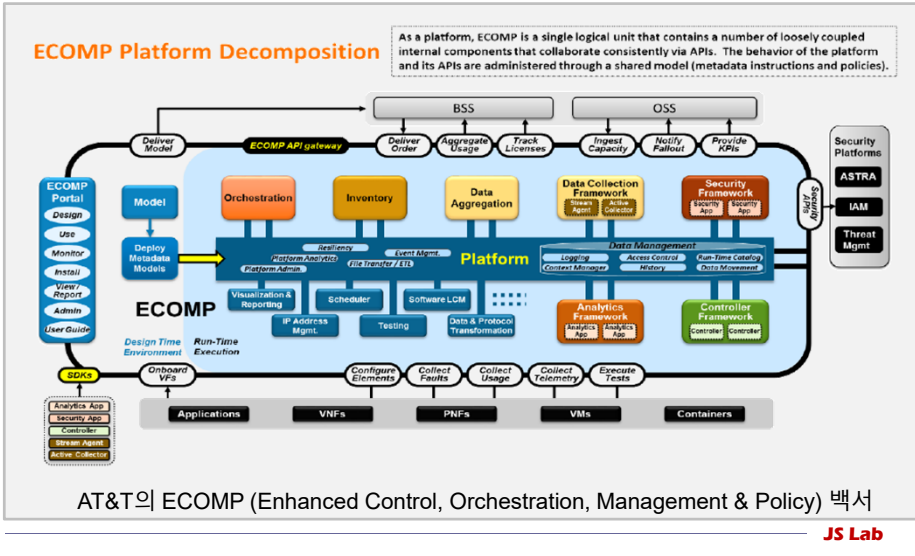 ECOMP Platform Decomposition
As a platform, ECOMP is a single logical unit that contains a number of loosely coupled
internal components that collaborate consistently via APIs. The behavior of the platform
and its APIs are administered through a shared model (metadata instructions and policies).
BSS
OSS
Deliver
Model
ECOMP API gateway
Deliver
Order
Aggregate
Usage
Track
Licenses
Ingest
Capacity
Notify
Fallout
Provide
KPIs
Security
APIs
Security
Platforms
ASTRA
IAM
Threat
Mgmt
ECOMP
Portal
Design
Use
Monitor
Install
View /
Report
Admin
User Guide
Model
Deploy
Metadata
Models
ECOMP
Design Time
Environment
Run-Time
Execution
Orchestration
Inventory
Data
Aggregation
Data Collection
Framework
Stream
Agent
Active
Collector
Security
Framework
Security
App
Security
App
Resiliency
Platform Analytics
Event Mgmt.
File Transfer / ETL
Platform Admin.
Platform
Data Management
Logging
Access Control
Run-Time Catalog
Context Manager
History
Data Movement
Visualization &
Reporting
Scheduler
Software LCM
IP Address
Mgmt.
Testing
Data & Protocol
Transformation
Analytics
Framework
Analytics
App
Analytics
App
Controller
Framework
Controller
Controller
SDKs
Onboard
VFs
Configure
Elements
Collect
Faults
Collect
Usage
Collect
Telemetry
Execute
Tests
Analytics App
Security App
Controller
Stream Agent
Active Collector
Applications
VNFs
PNFs
VMs
Containers
AT&T의 ECOMP (Enhanced Control, Orchestration, Management & Policy) 백서
JS Lab